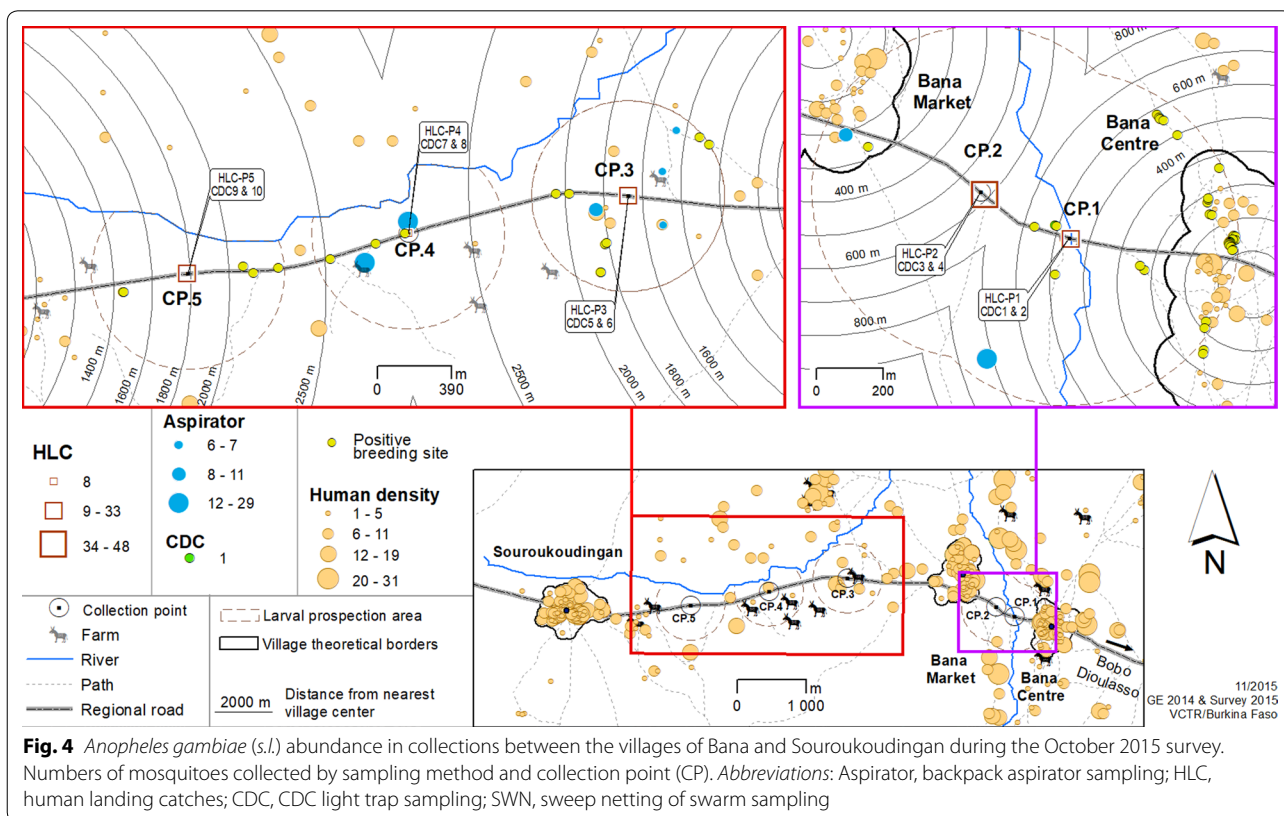 HLC-P4
CDC7 & 8
HLC-P5
CDC9 & 10
CP.3
CP.4
CP.5
HLC-P3
CDC5 & 6
1400 m
1600 m
1800 m
2000 m
2500 m
0 390 m
2500 m
2000 m
1800 m
1600 m
800 m
Bana
Market
600 m
Bana
Centre
CP.2
400 m
400 m
CP.1
600 m
HLC-P2
CDC3 & 4
HLC-P1
CDC1 & 2
800 m
0 200
m
HLC
8
9 - 33
34 - 48
Aspirator
6 - 7
8 - 11
12 - 29
CDC
1
Positive
breeding site
Human density
1 - 5
6 - 11
12 - 19
20 - 31
Collection point
Farm
River
Path
Regional road
Larval prospection area
Village theoretical borders
2000 m Distance from nearest
village center
Souroukoudingan
CP.5
CP.4
CP.3
CP.2
CP.1
Bana
Market
Bana
Centre
Bobo
Dioulasso
m
0 1 000
N
11/2015
GE 2014 & Survey 2015
VCTR/Burkina Faso
Fig. 4 Anopheles gambiae (s.l.) abundance in collections between the villages of Bana and Souroukoudingan during the October 2015 survey.
Numbers of mosquitoes collected by sampling method and collection point (CP). Abbreviations: Aspirator, backpack aspirator sampling; HLC,
human landing catches; CDC, CDC light trap sampling; SWN, sweep netting of swarm sampling